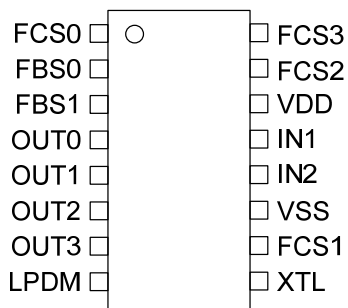 FCS0 FCS3
FBS0 FCS2
FBS1 VDD
OUT0 IN1
OUT1 IN2
OUT2 VSS
OUT3 FCS1
LPDM XTL